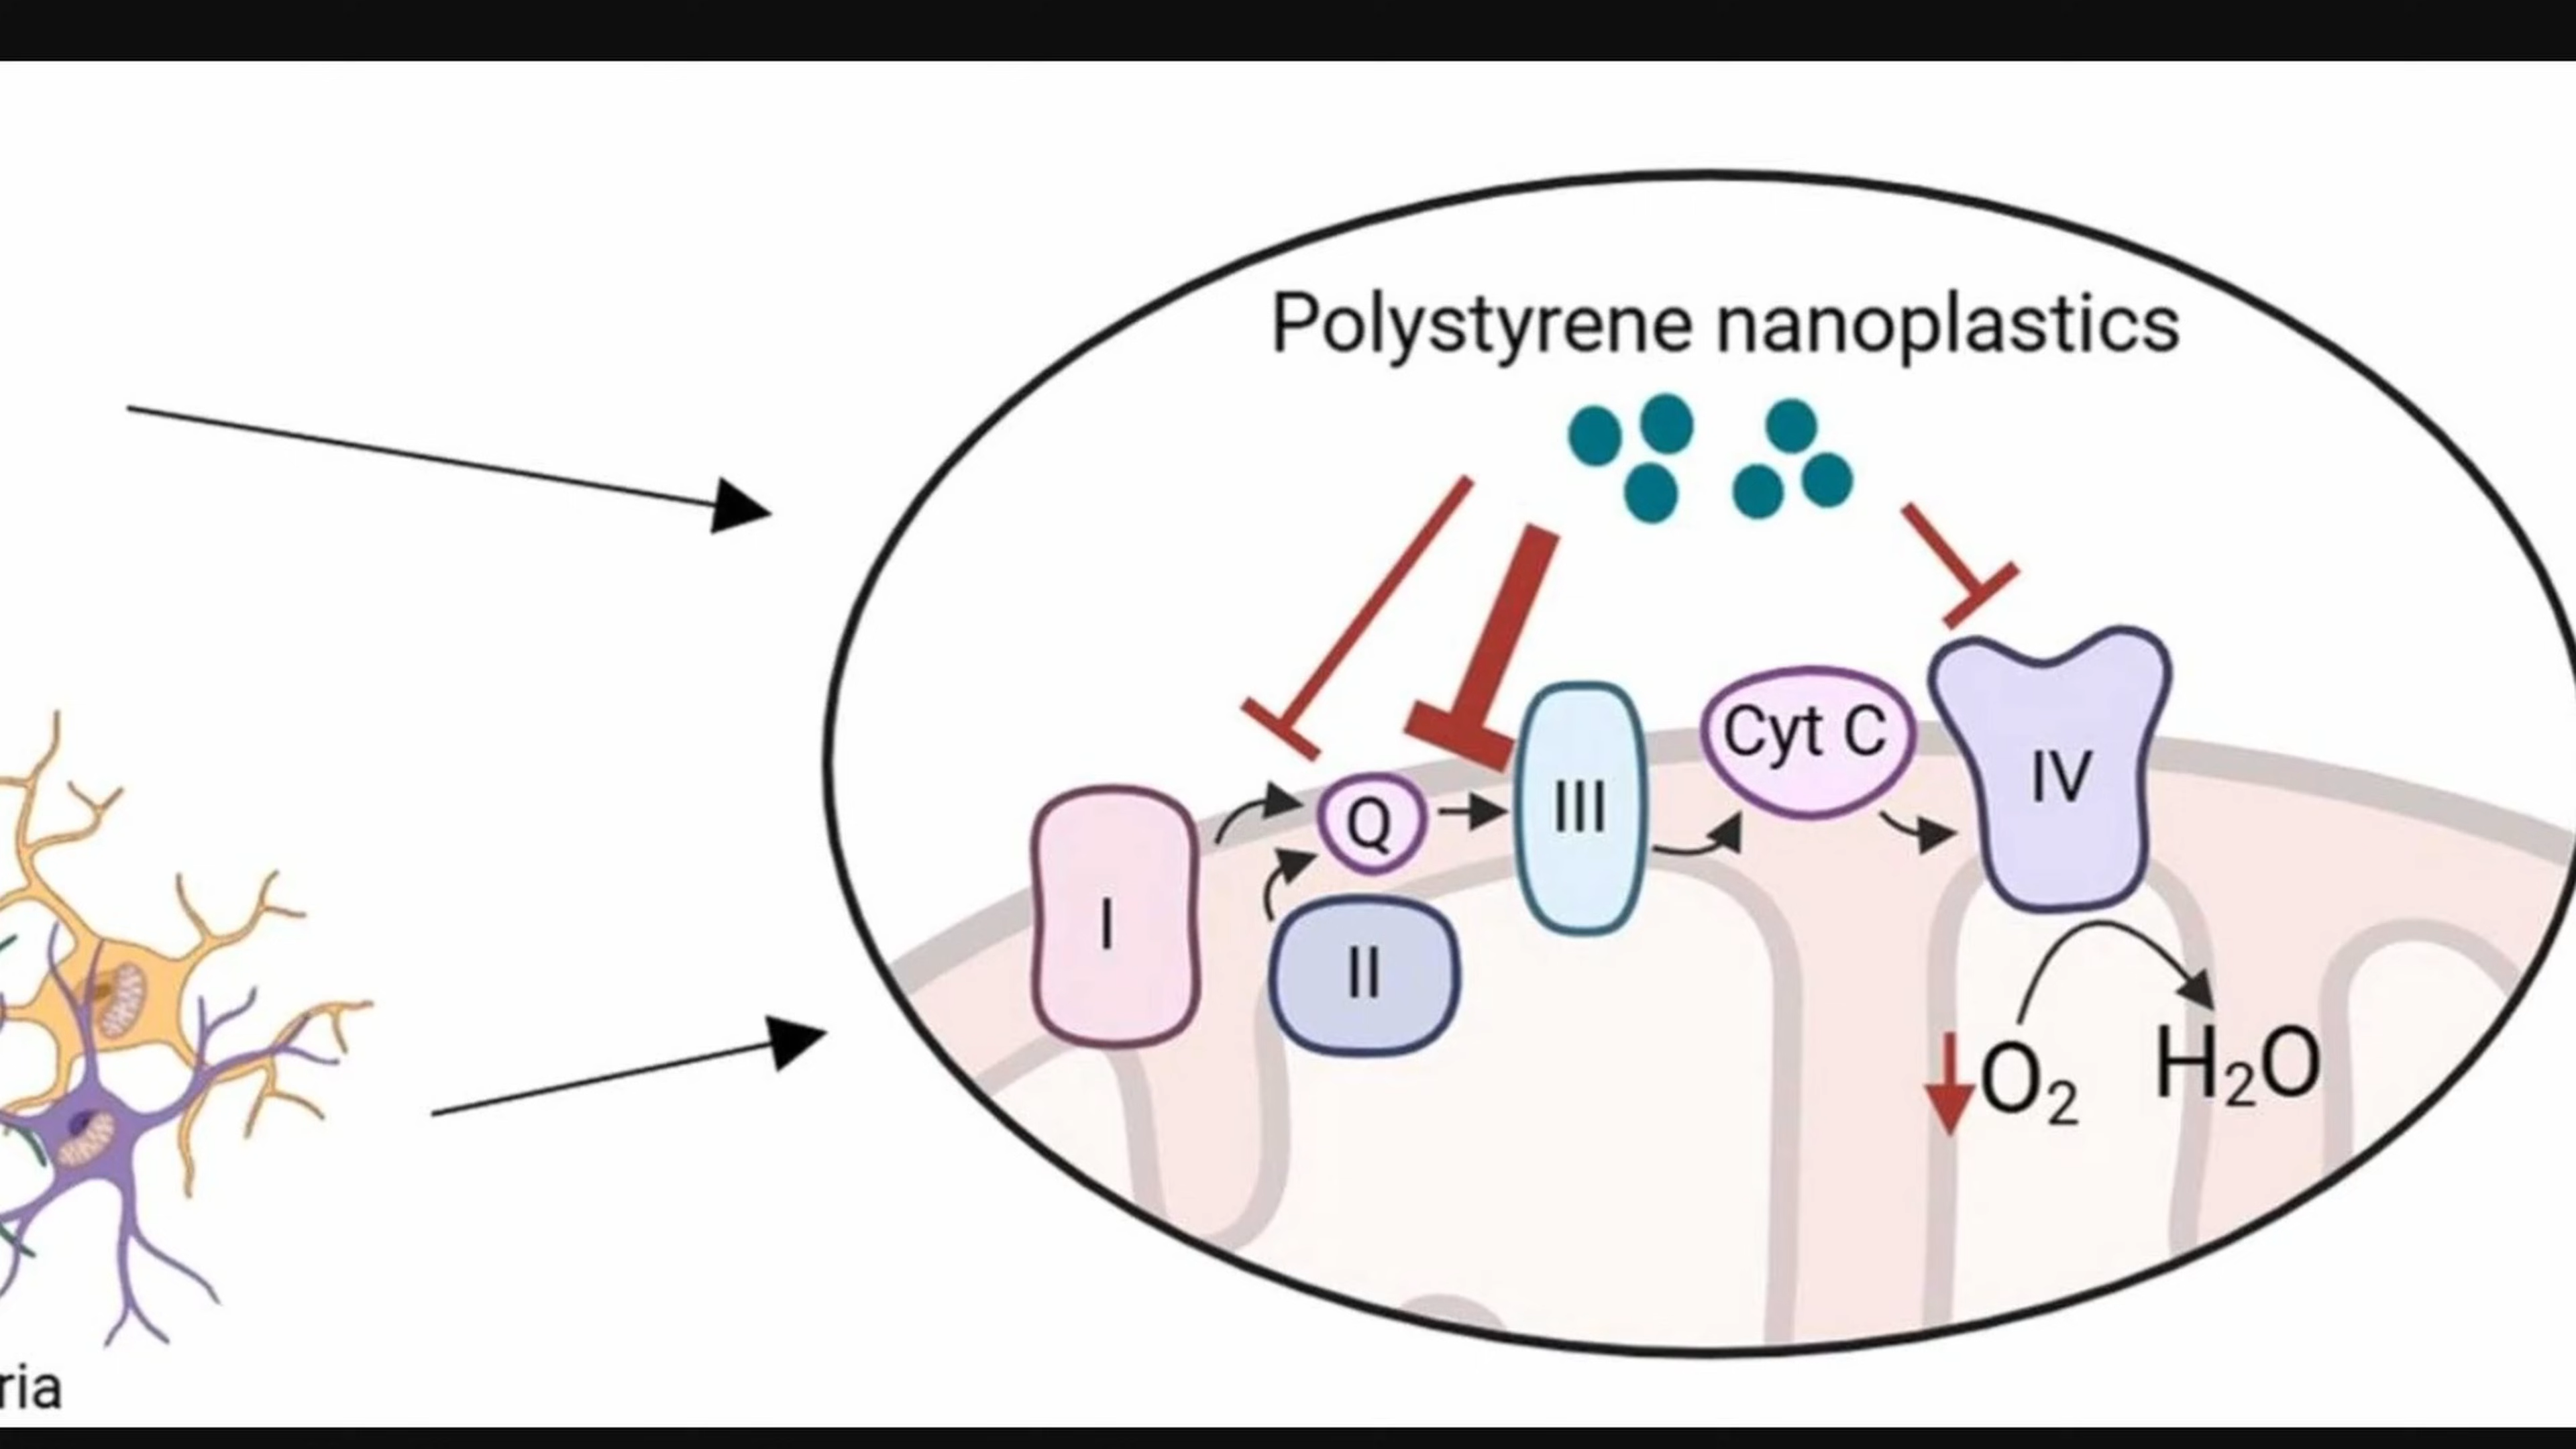 Polystyrene nanoplastics
Cyt C
IV
III
Q
I
II
O₂ H₂O
ria